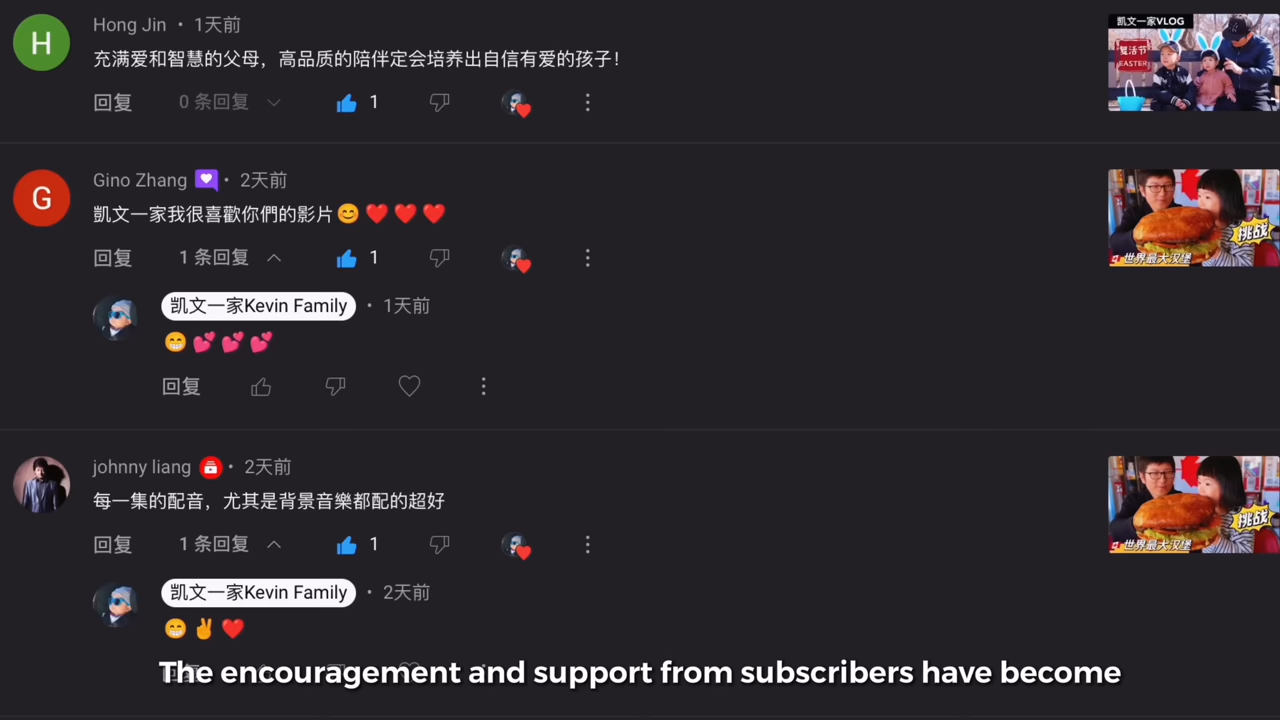 H
Hong Jin • 1天前
充满爱和智慧的父母，高品质的陪伴定会培养出自信有爱的孩子！
回复 0 条回复 1
凯文一家VLOG
复活节
EASTER
G
Gino Zhang • 2天前
凱文一家我很喜歡你們的影片😊❤️❤️❤️
回复 1 条回复 1
挑战
世界最大汉堡
凯文一家Kevin Family • 1天前
😁💕💕💕
回复
johnny liang • 2天前
每一集的配音，尤其是背景音樂都配的超好
回复 1 条回复 1
挑战
世界最大汉堡
凯文一家Kevin Family • 2天前
😁✌️❤️
回复
The encouragement and support from subscribers have become